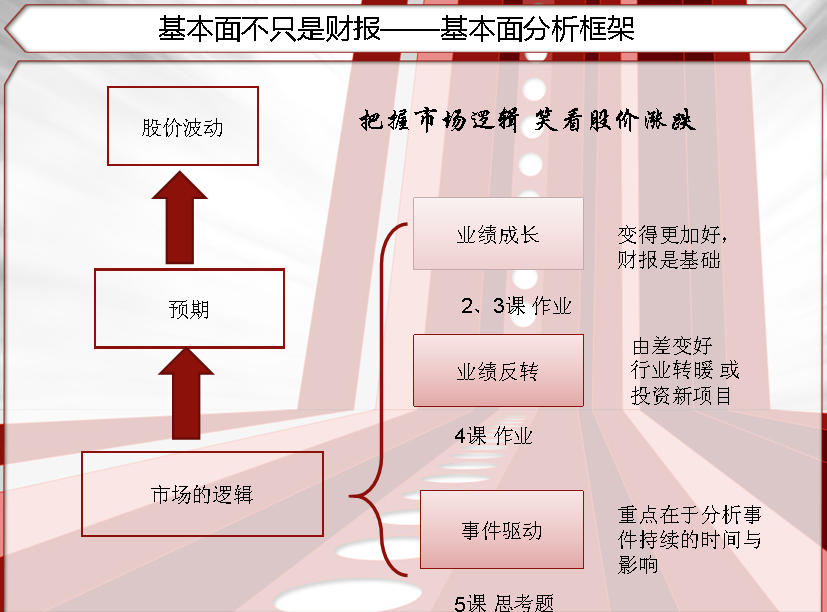 基本面不只是财报——基本面分析框架
把握市场逻辑 笑看股价涨跌
股价波动
预期
市场的逻辑
业绩成长
变得更加好，
财报是基础
2、3课 作业
业绩反转
由差变好
行业转暖 或
投资新项目
4课 作业
事件驱动
重点在于分析事
件持续的时间与
影响
5课 思考题